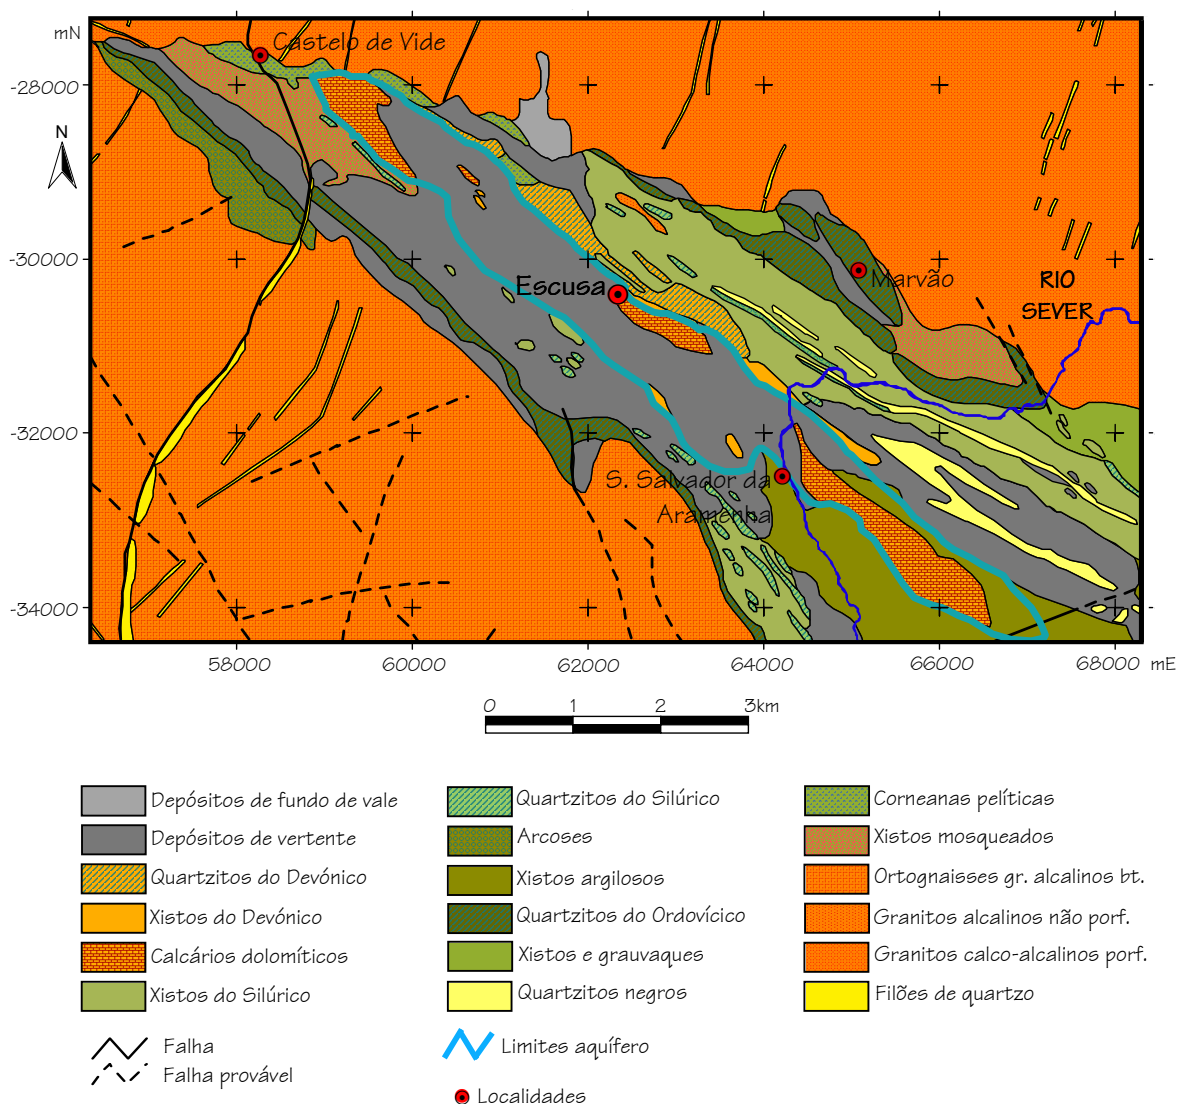 mN
Castelo de Vide
-28000
N
-30000
Escusa
Marvão
RIO
SEVER
-32000
S. Salvador da
Aramenha
-34000
58000 60000 62000 64000 66000 68000 mE
0 1 2 3km
Depósitos de fundo de vale
Depósitos de vertente
Quartzitos do Devónico
Xistos do Devónico
Calcários dolomíticos
Xistos do Silúrico
Quartzitos do Silúrico
Arcoses
Xistos argilosos
Quartzitos do Ordovícico
Xistos e grauvaques
Quartzitos negros
Corneanas pelíticas
Xistos mosqueados
Ortognaisses gr. alcalinos bt.
Granitos alcalinos não porf.
Granitos calco-alcalinos porf.
Filões de quartzo
Falha
Falha provável
Limites aquífero
Localidades